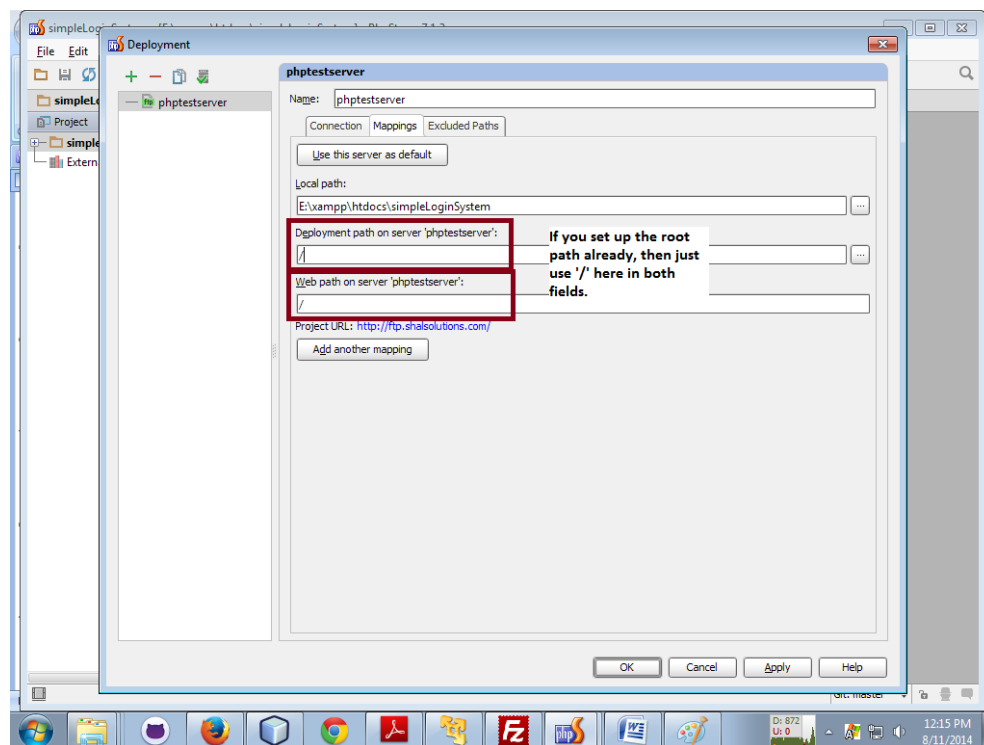 simpleLog
File Edit
Deployment
simpleLo
Project
simple
Extern
phptestserver
phptestserver
Name: phptestserver
Connection Mappings Excluded Paths
Use this server as default
Local path:
E:\xampp\htdocs\simpleLoginSystem
Deployment path on server 'phptestserver':
/
If you set up the root
path already, then just
use '/' here in both
fields.
Web path on server 'phptestserver':
/
Project URL: http://ftp.shalsolutions.com/
Add another mapping
OK Cancel Apply Help
Git: master
D: 872
U: 0
12:15 PM
8/11/2014